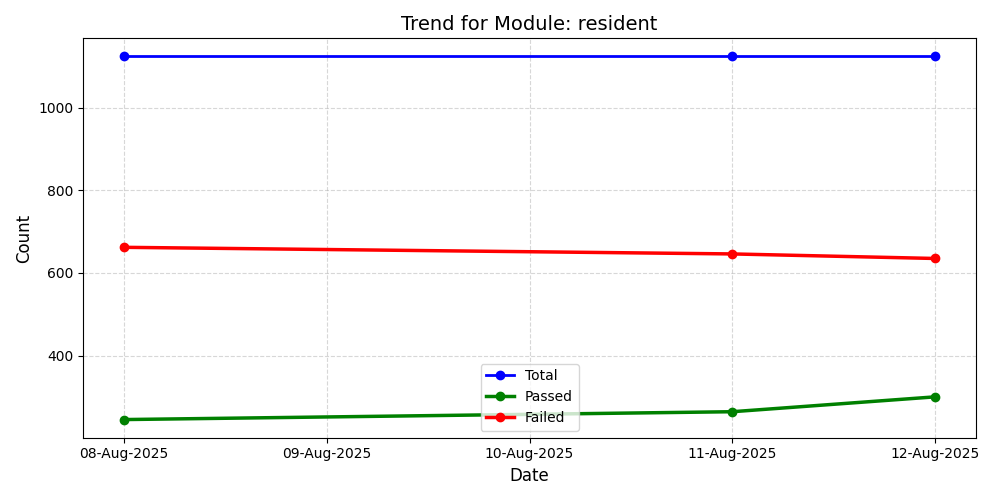 Trend for Module: resident
Count
1000
800
600
400
Total
Passed
Failed
08-Aug-2025
09-Aug-2025
10-Aug-2025
11-Aug-2025
12-Aug-2025
Date